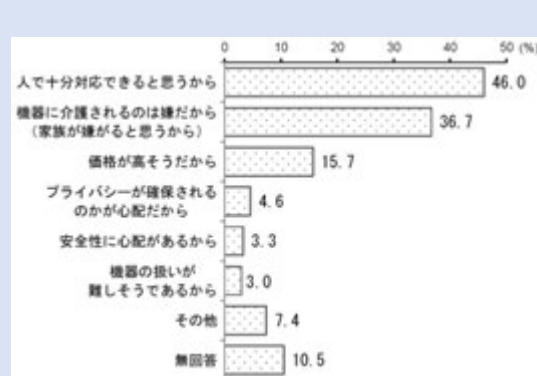 0 10 20 30 40 50 (%)
人で十分対応できると思うから 46.0
機器に介護されるのは嫌だから
(家族が嫌がると思うから) 36.7
価格が高そうだから 15.7
プライバシーが確保される
のかが心配だから 4.6
安全性に心配があるから 3.3
機器の扱いが
難しそうであるから 3.0
その他 7.4
無回答 10.5